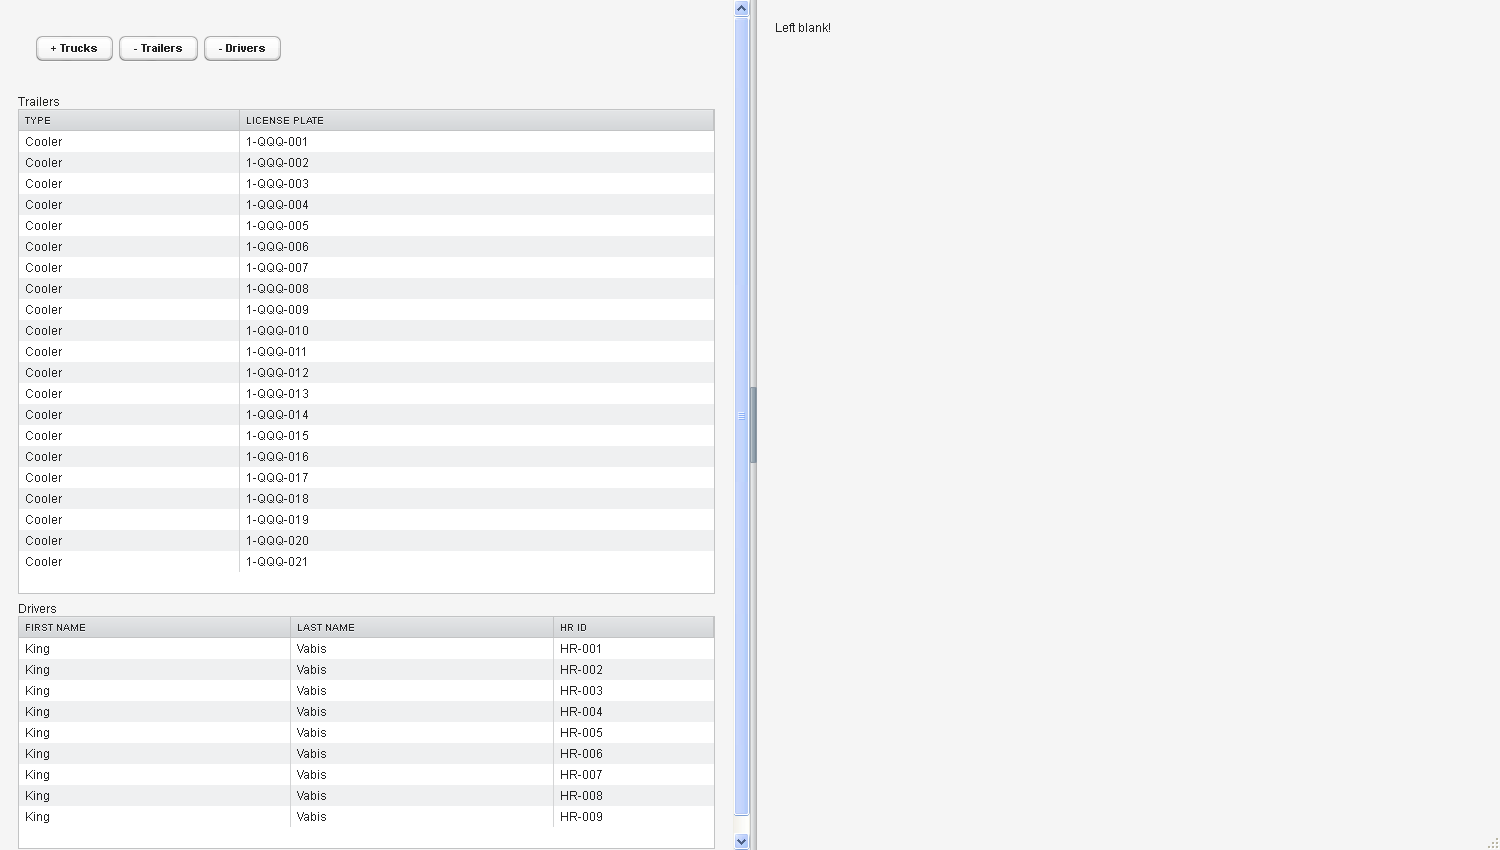 + Trucks - Trailers - Drivers
Left blank!
Trailers
TYPE LICENSE PLATE
Cooler 1-QQQ-001
Cooler 1-QQQ-002
Cooler 1-QQQ-003
Cooler 1-QQQ-004
Cooler 1-QQQ-005
Cooler 1-QQQ-006
Cooler 1-QQQ-007
Cooler 1-QQQ-008
Cooler 1-QQQ-009
Cooler 1-QQQ-010
Cooler 1-QQQ-011
Cooler 1-QQQ-012
Cooler 1-QQQ-013
Cooler 1-QQQ-014
Cooler 1-QQQ-015
Cooler 1-QQQ-016
Cooler 1-QQQ-017
Cooler 1-QQQ-018
Cooler 1-QQQ-019
Cooler 1-QQQ-020
Cooler 1-QQQ-021
Drivers
FIRST NAME LAST NAME HR ID
King Vabis HR-001
King Vabis HR-002
King Vabis HR-003
King Vabis HR-004
King Vabis HR-005
King Vabis HR-006
King Vabis HR-007
King Vabis HR-008
King Vabis HR-009